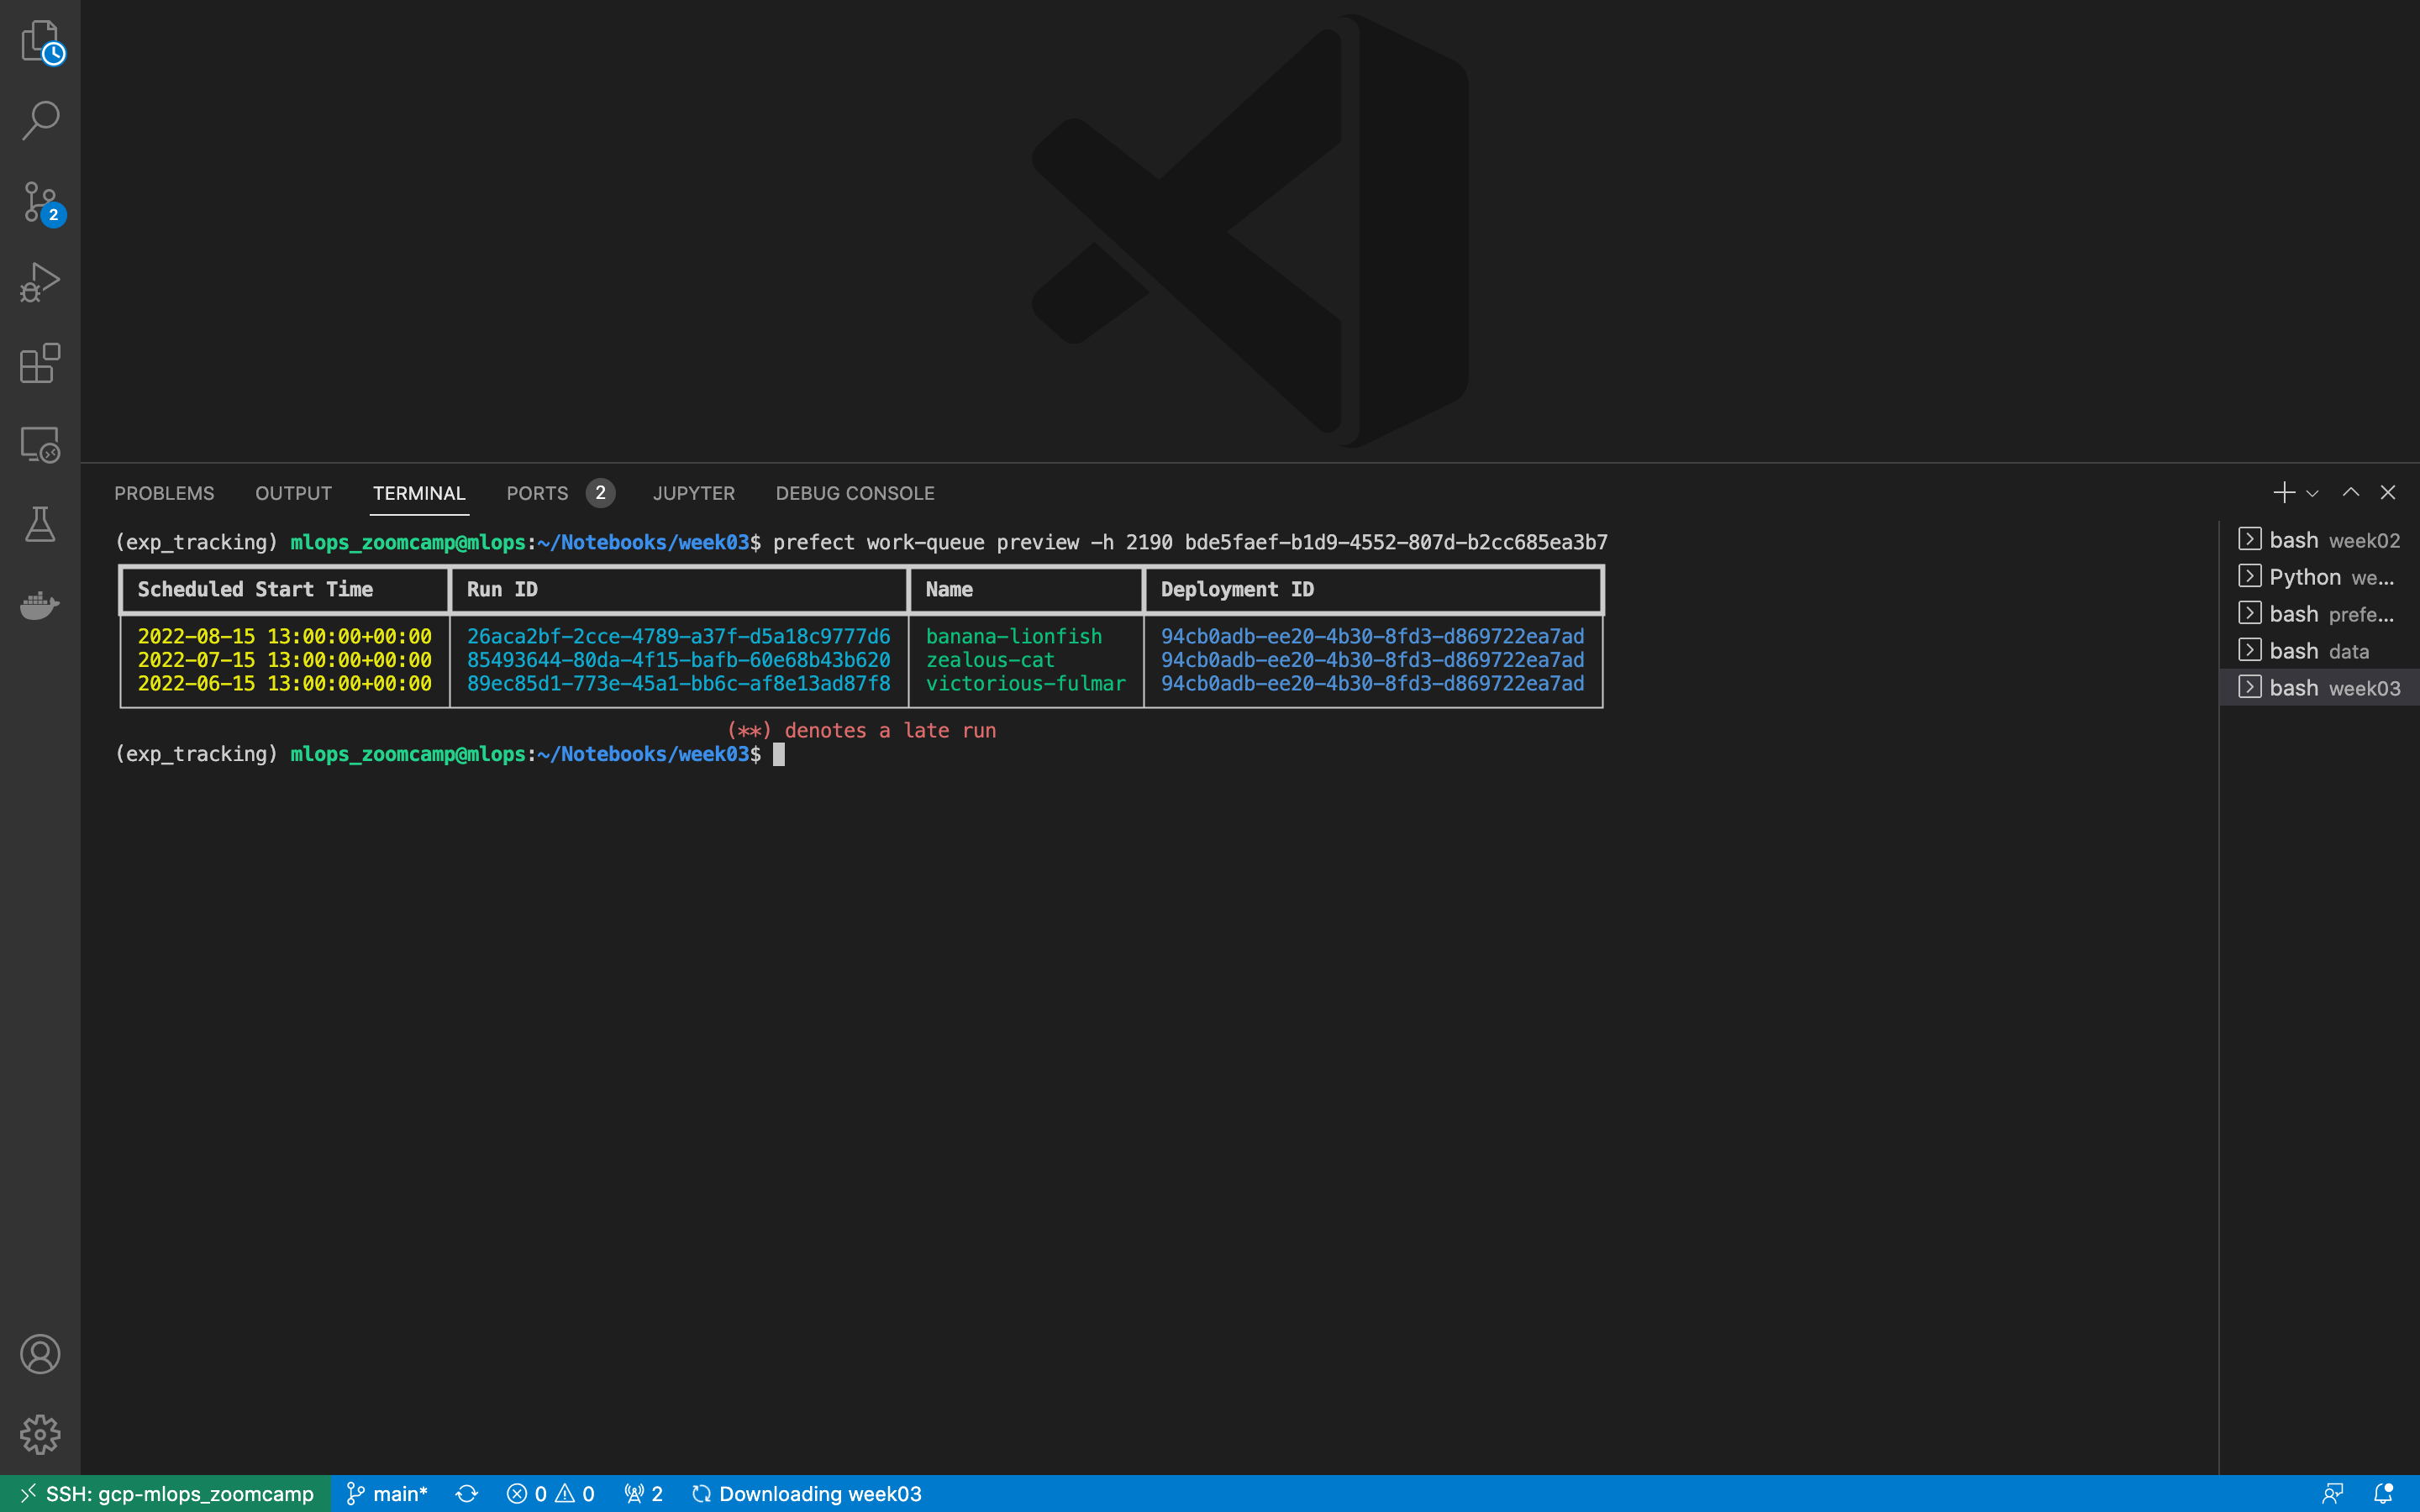 2
PROBLEMS OUTPUT TERMINAL PORTS 2 JUPYTER DEBUG CONSOLE
(exp_tracking) mlops_zoomcamp@mlops:~/Notebooks/week03$ prefect work-queue preview -h 2190 bde5faef-b1d9-4552-807d-b2cc685ea3b7
Scheduled Start Time Run ID Name Deployment ID
2022-08-15 13:00:00+00:00 26aca2bf-2cce-4789-a37f-d5a18c9777d6 banana-lionfish 94cb0adb-ee20-4b30-8fd3-d869722ea7ad
2022-07-15 13:00:00+00:00 85493644-80da-4f15-bafb-60e68b43b620 zealous-cat 94cb0adb-ee20-4b30-8fd3-d869722ea7ad
2022-06-15 13:00:00+00:00 89ec85d1-773e-45a1-bb6c-af8e13ad87f8 victorious-fulmar 94cb0adb-ee20-4b30-8fd3-d869722ea7ad
(**) denotes a late run
(exp_tracking) mlops_zoomcamp@mlops:~/Notebooks/week03$
bash week02
Python we...
bash prefe...
bash data
bash week03
SSH: gcp-mlops_zoomcamp main* 0 0 2 Downloading week03